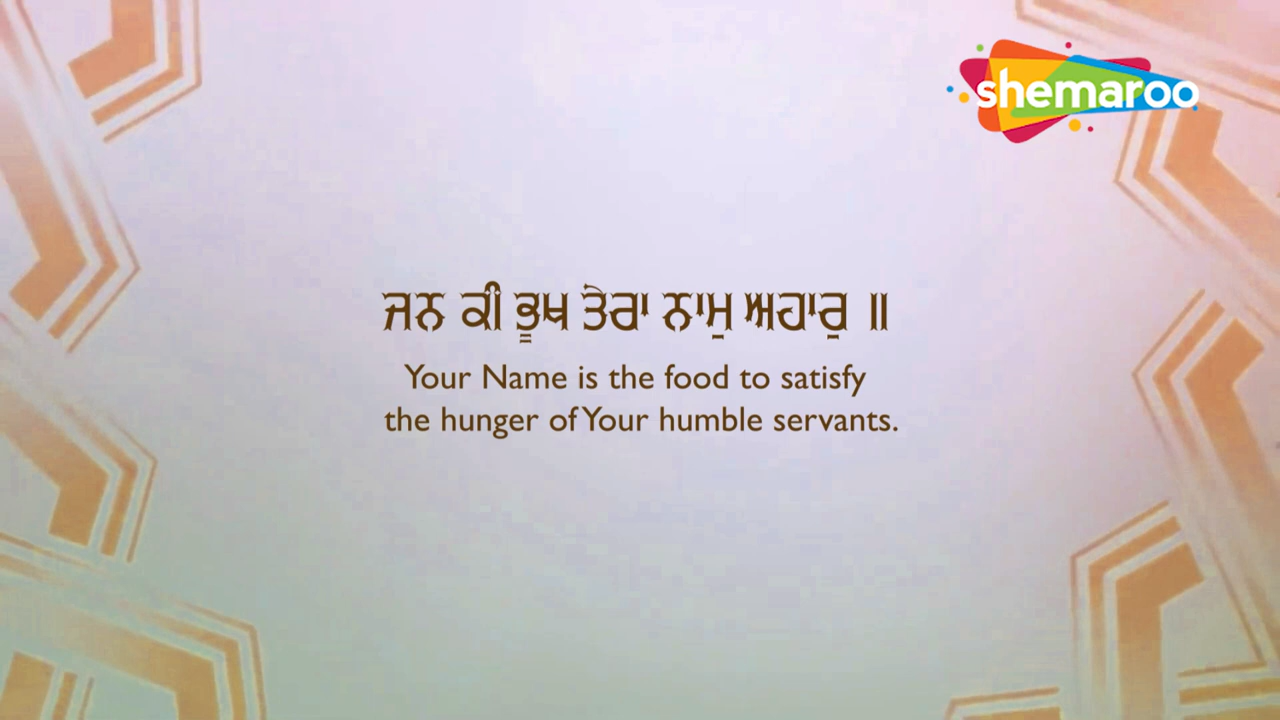 shemaroo
ਜਨ ਕੀ ਭੂਖ ਤੇਰਾ ਨਾਮੁ ਅਹਾਰੁ ॥
Your Name is the food to satisfy
the hunger of Your humble servants.